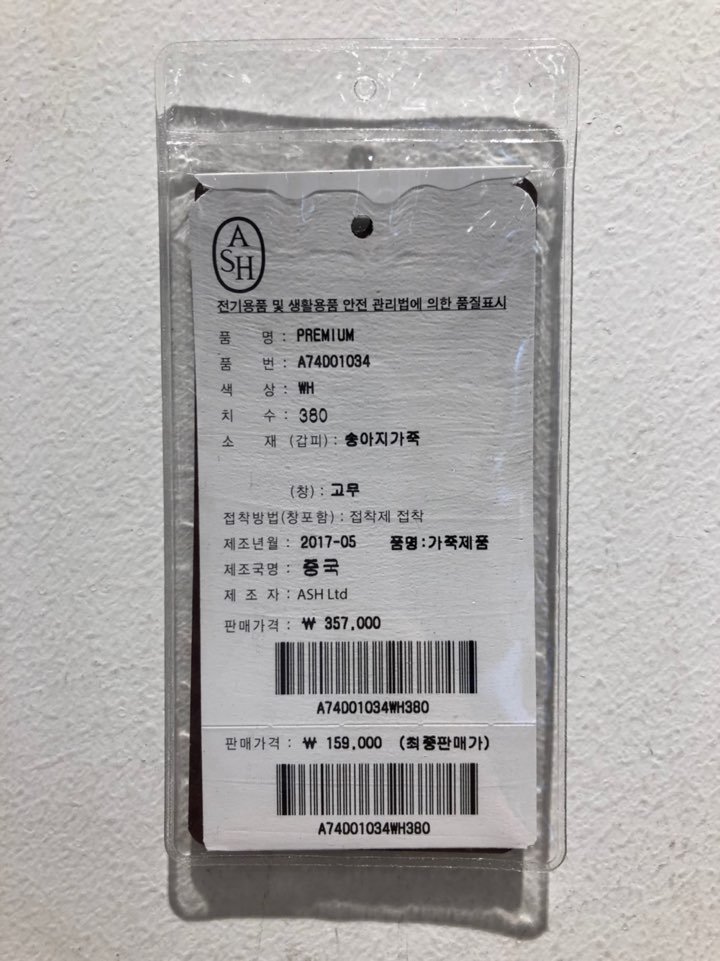 ASH
전기용품 및 생활용품 안전 관리법에 의한 품질표시
품 명 : PREMIUM
품 번 : A74D01034
색 상 : WH
치 수 : 380
소 재 (갑피) : 송아지가죽
(창) : 고무
접착방법(창포함) : 접착제 접착
제조년월 : 2017-05 품명:가죽제품
제조국명 : 중국
제 조 자 : ASH Ltd
판매가격 : ₩ 357,000
A74D01034WH380
판매가격 : ₩ 159,000 (최종판매가)
A74D01034WH380